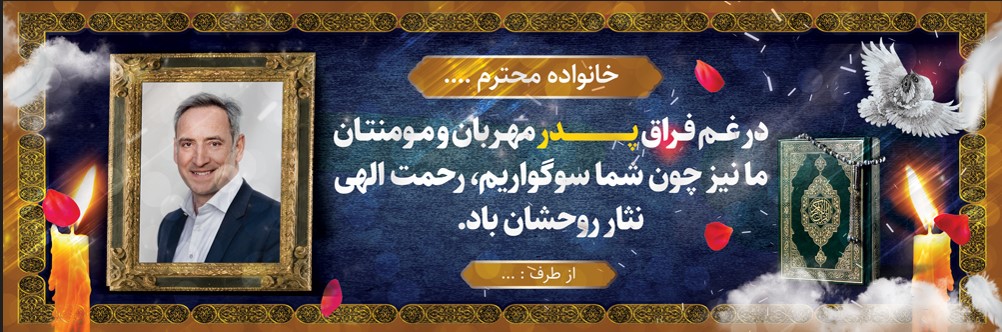 خانواده محترم ....
در غم فراق پـــدر مهربان و مومنتان
ما نیز چون شما سوگواریم، رحمت الهی
نثار روحشان باد.
از طرف : ...